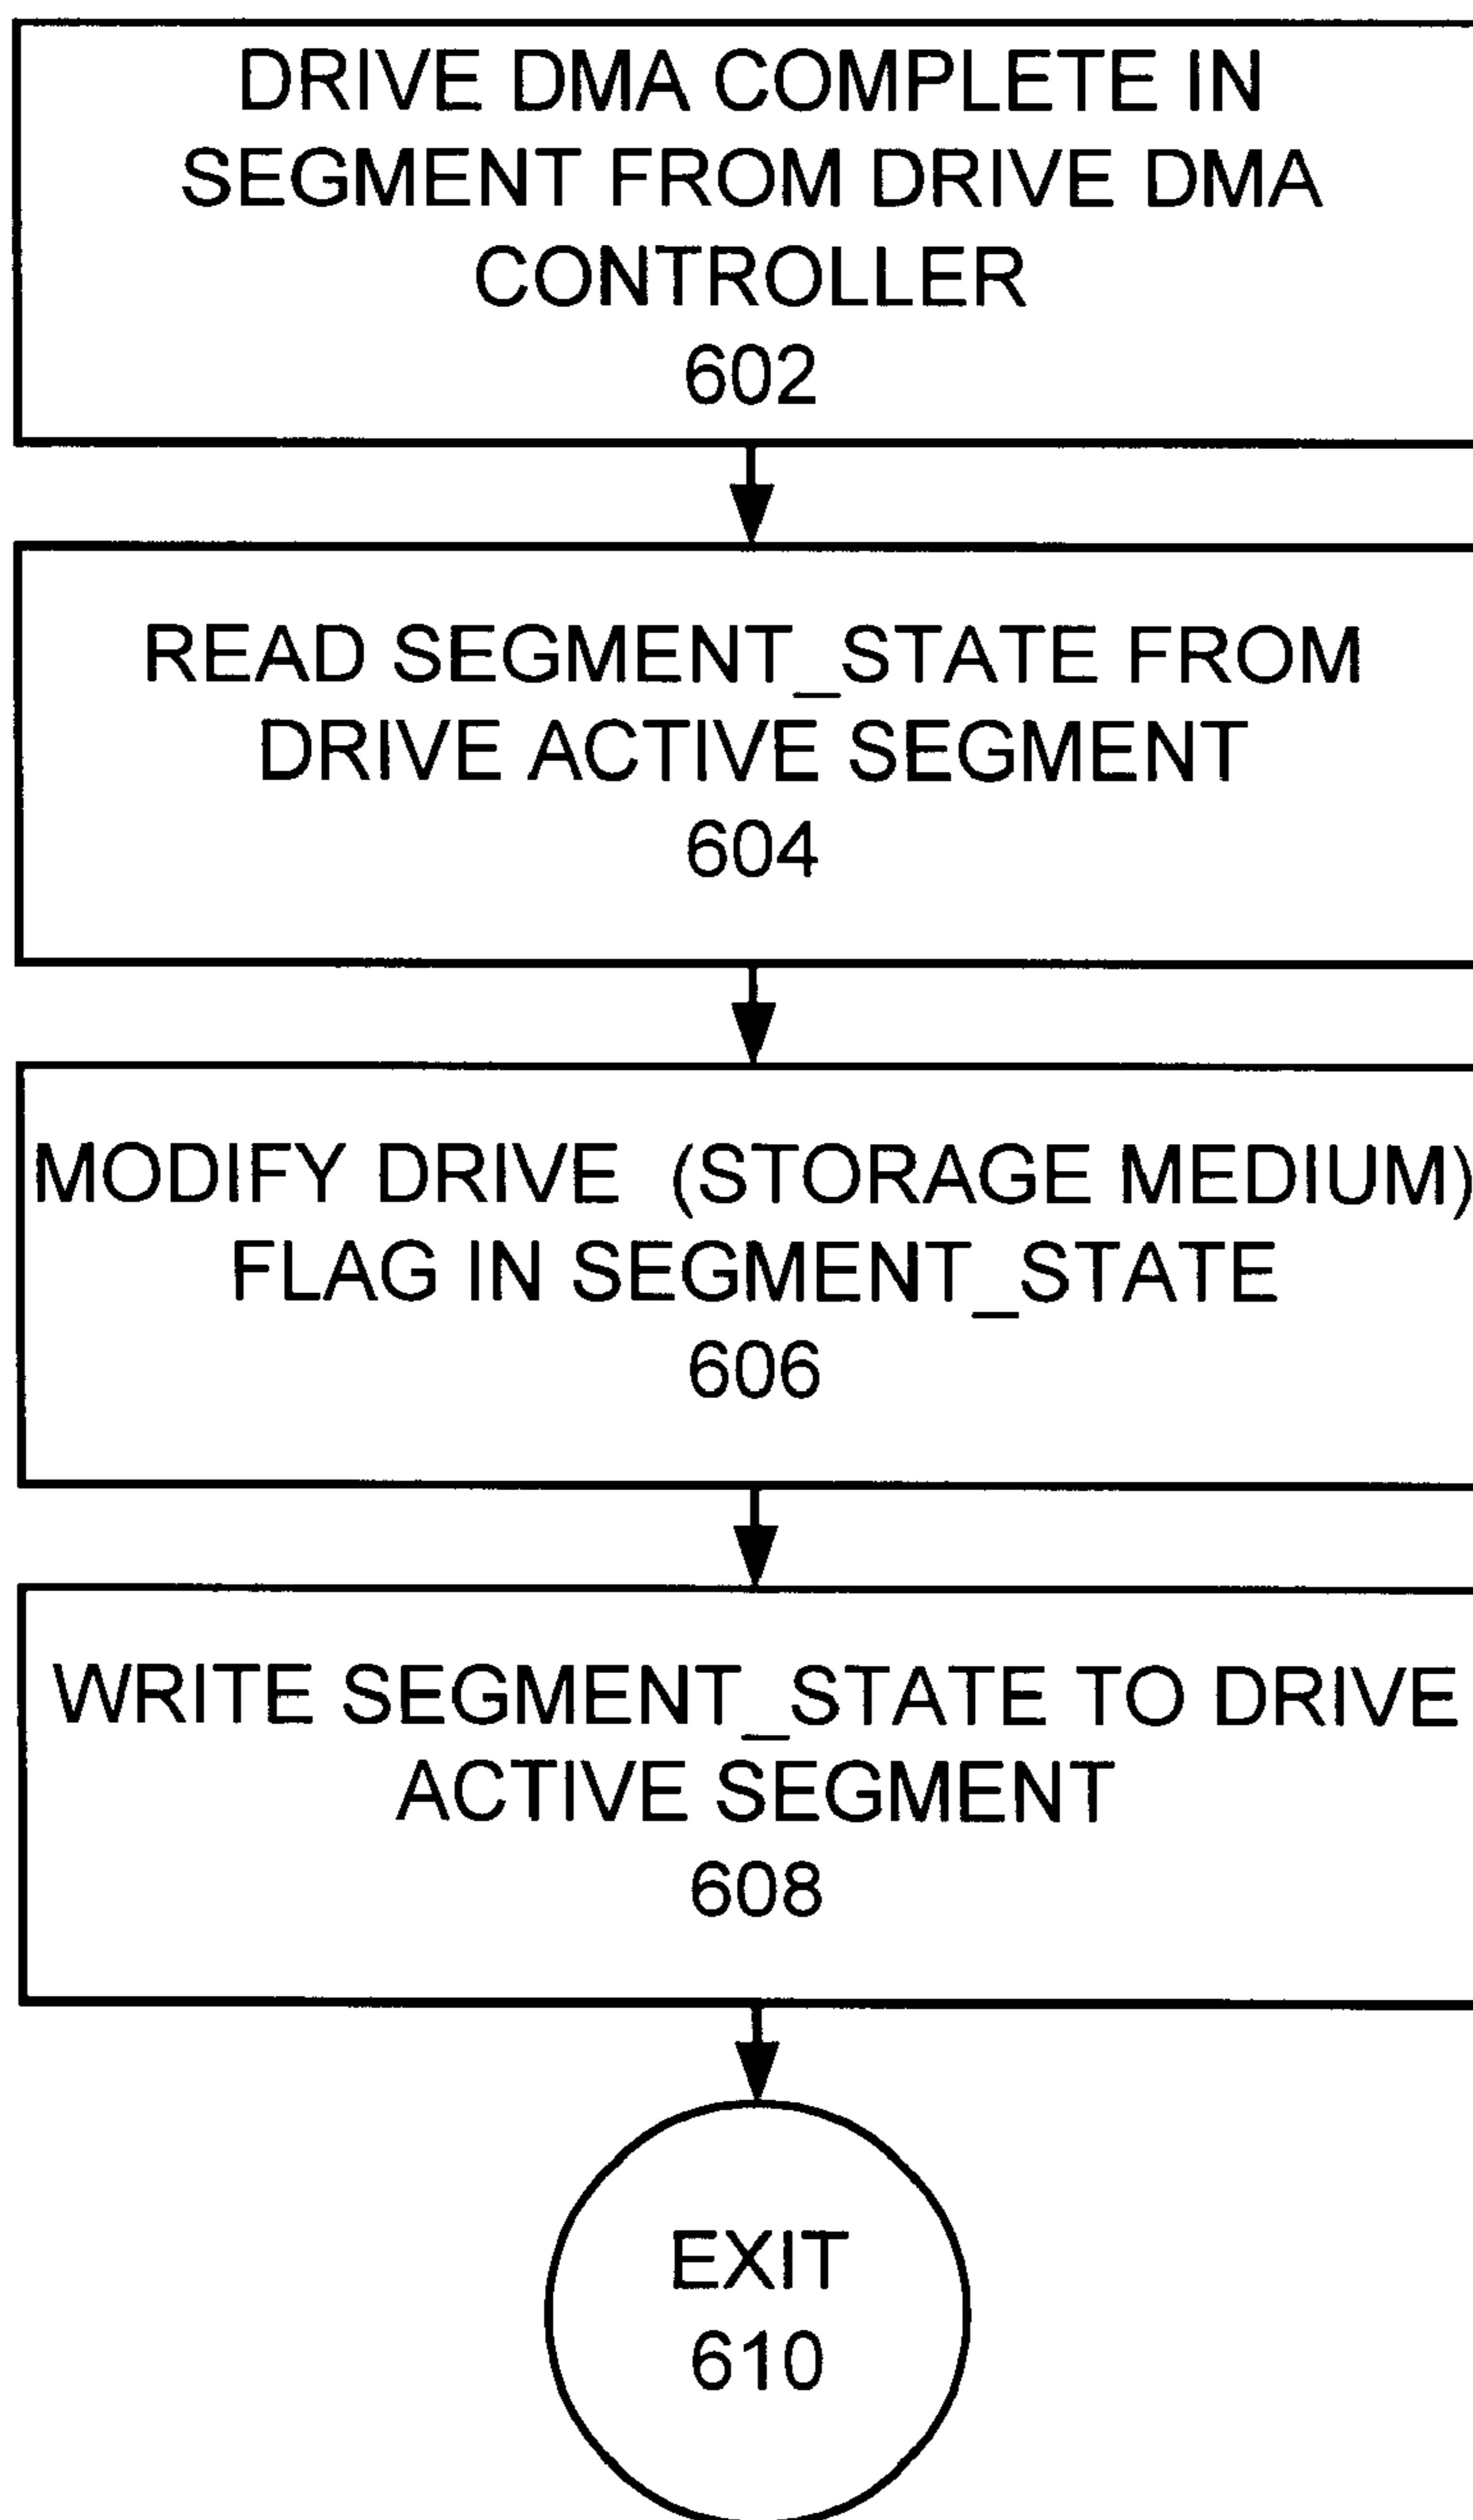 DRIVE DMA COMPLETE IN
SEGMENT FROM DRIVE DMA
CONTROLLER
602
READ SEGMENT_STATE FROM
DRIVE ACTIVE SEGMENT
604
MODIFY DRIVE (STORAGE MEDIUM)
FLAG IN SEGMENT_STATE
606
WRITE SEGMENT_STATE TO DRIVE
ACTIVE SEGMENT
608
EXIT
610